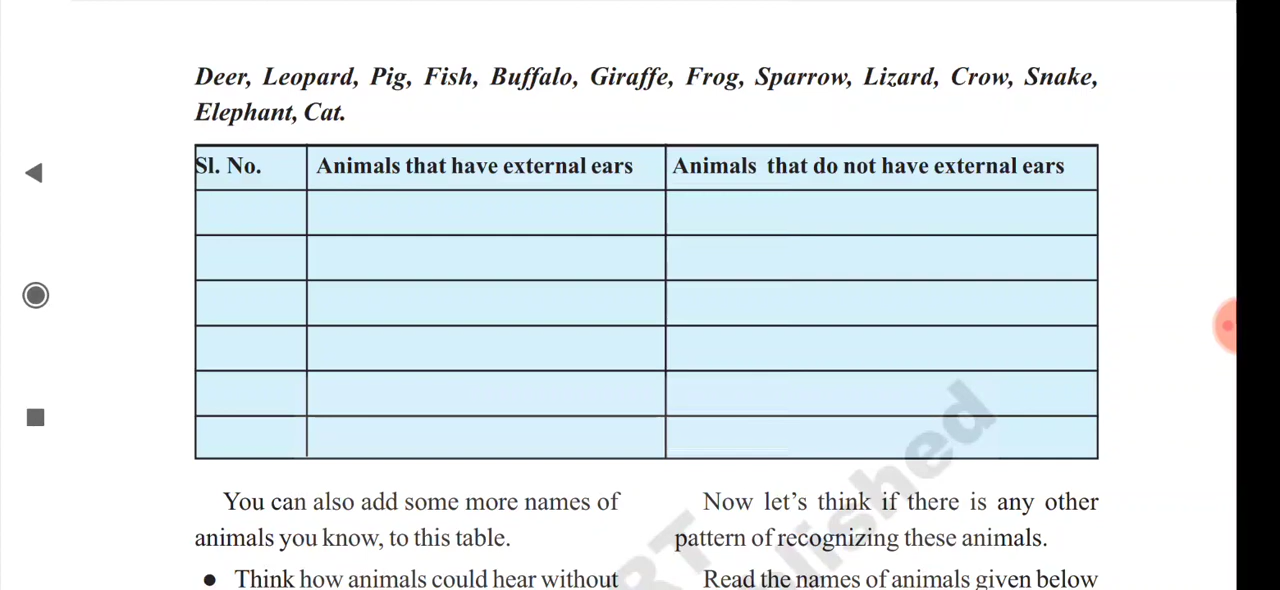 Deer, Leopard, Pig, Fish, Buffalo, Giraffe, Frog, Sparrow, Lizard, Crow, Snake,
Elephant, Cat.
Sl. No. Animals that have external ears Animals that do not have external ears
You can also add some more names of
animals you know, to this table.
● Think how animals could hear without
Now let's think if there is any other
pattern of recognizing these animals.
Read the names of animals given below